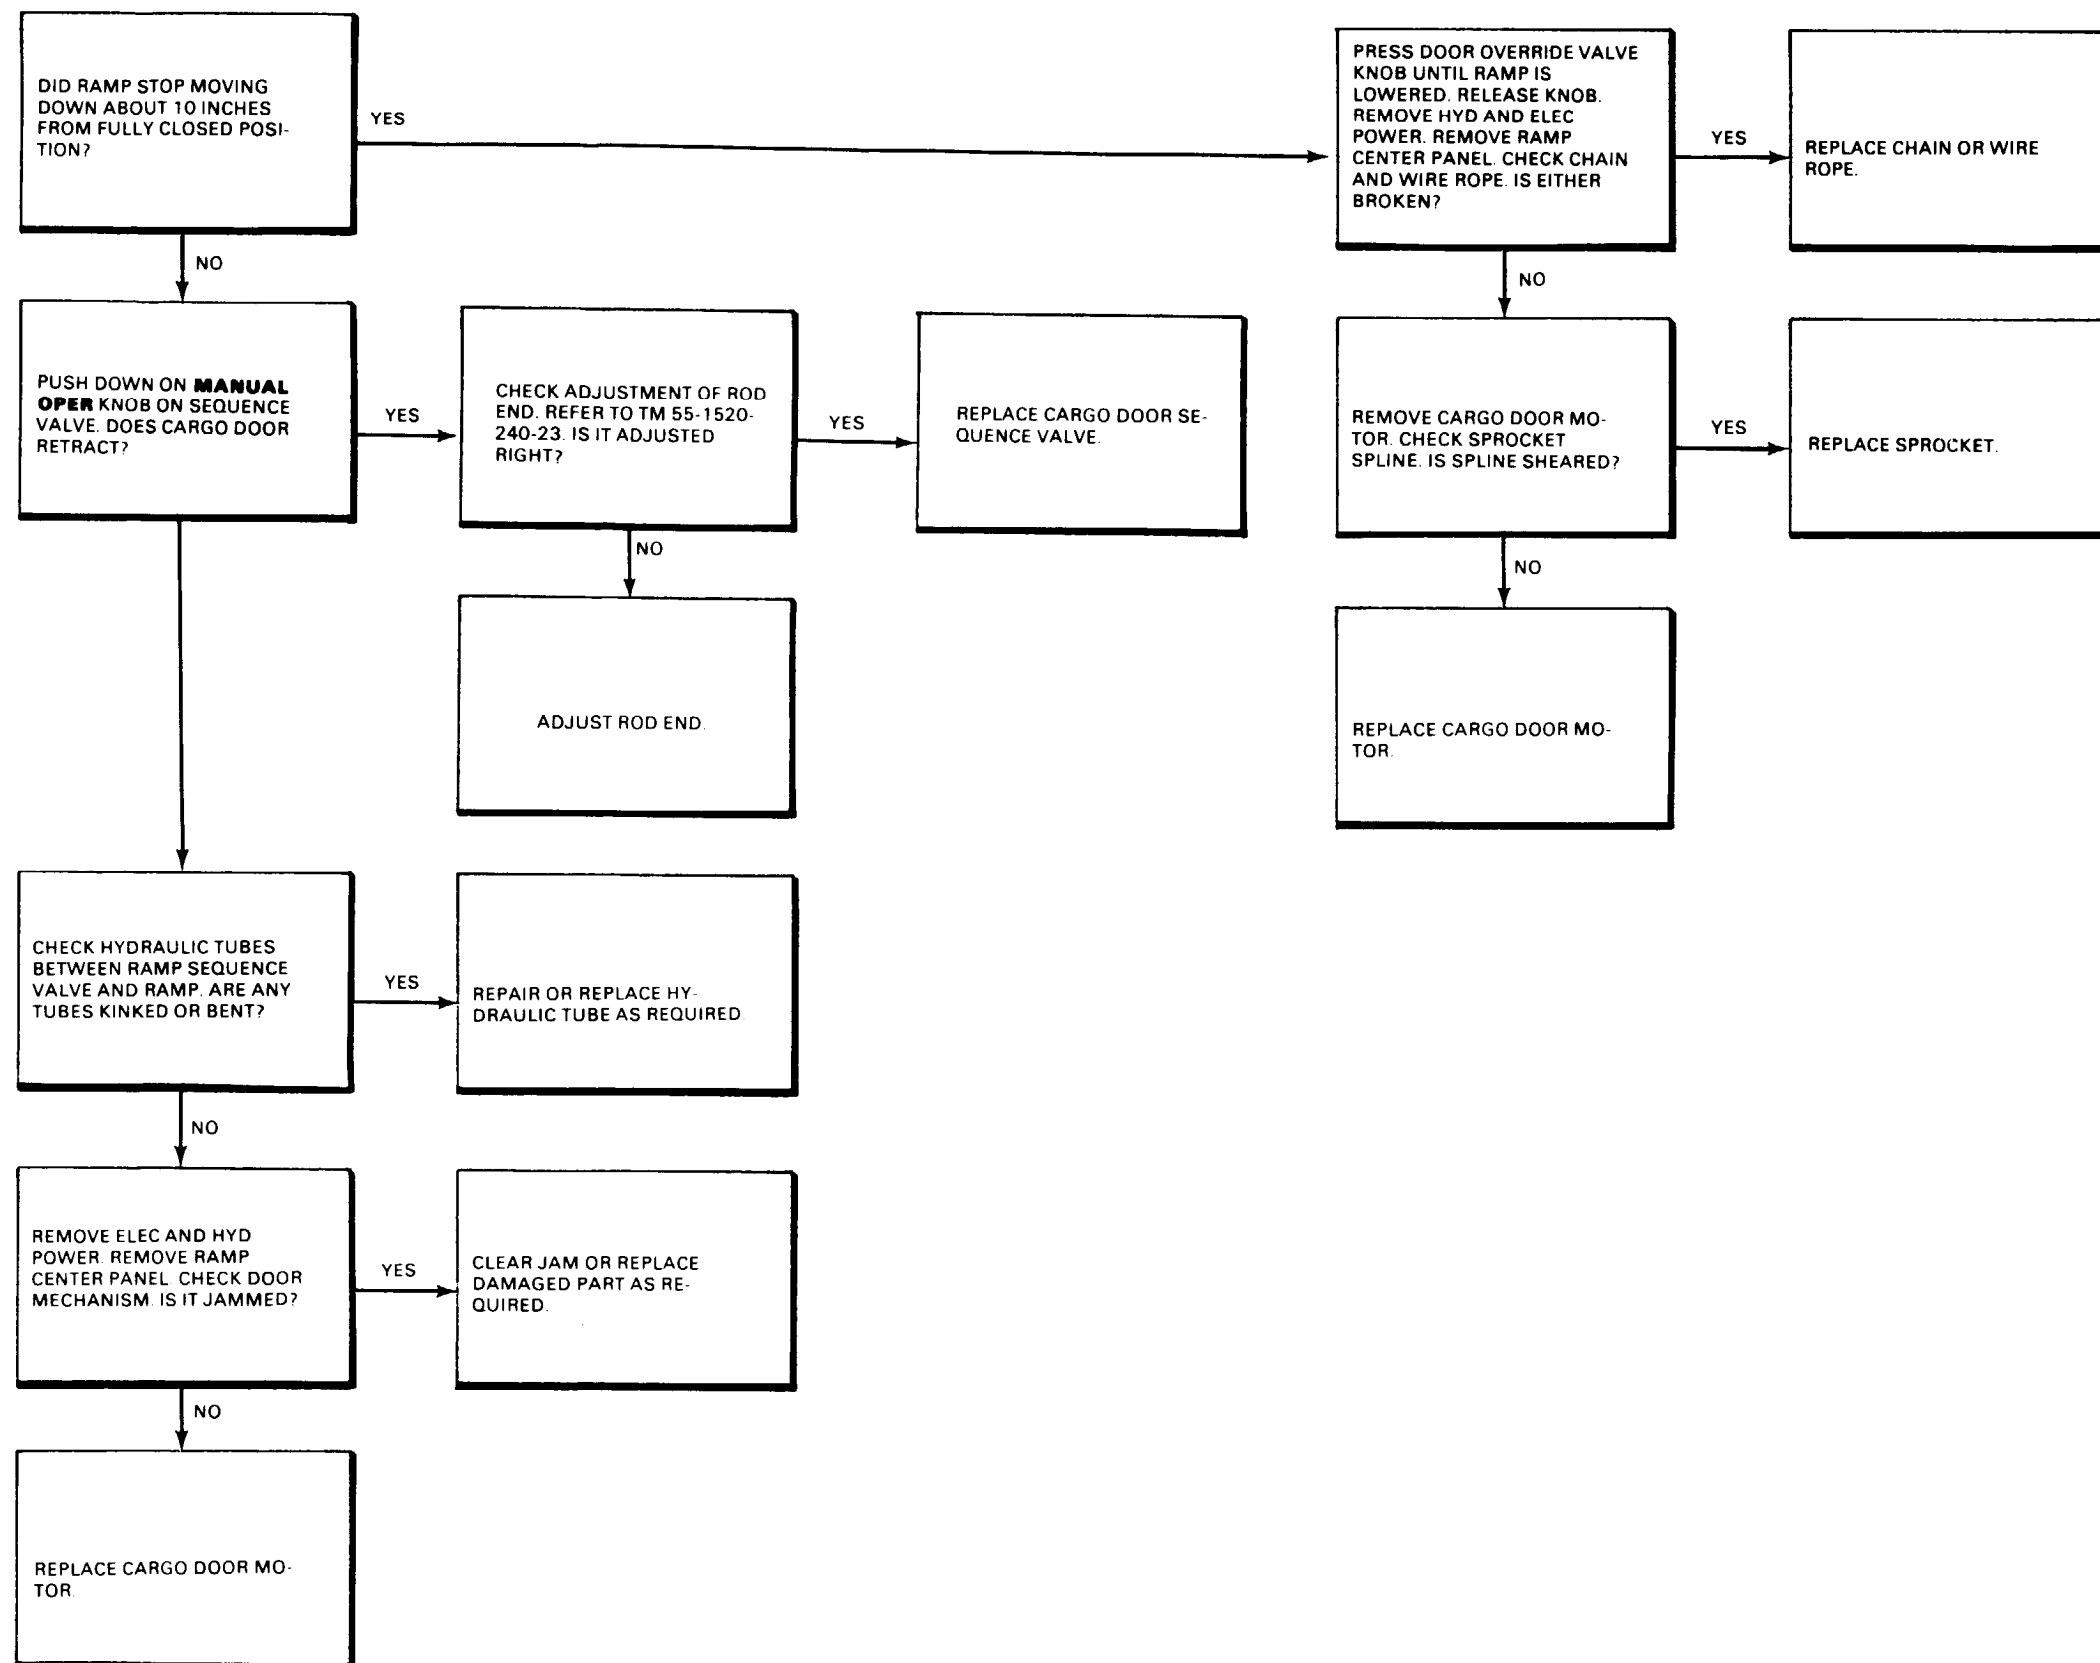 DID RAMP STOP MOVING
DOWN ABOUT 10 INCHES
FROM FULLY CLOSED POSI-
TION?
YES
PRESS DOOR OVERRIDE VALVE
KNOB UNTIL RAMP IS
LOWERED. RELEASE KNOB.
REMOVE HYD AND ELEC
POWER. REMOVE RAMP
CENTER PANEL. CHECK CHAIN
AND WIRE ROPE. IS EITHER
BROKEN?
YES
REPLACE CHAIN OR WIRE
ROPE.
NO
NO
PUSH DOWN ON MANUAL
OPER KNOB ON SEQUENCE
VALVE. DOES CARGO DOOR
RETRACT?
YES
CHECK ADJUSTMENT OF ROD
END. REFER TO TM 55-1520-
240-23. IS IT ADJUSTED
RIGHT?
YES
REPLACE CARGO DOOR SE-
QUENCE VALVE.
REMOVE CARGO DOOR MO-
TOR. CHECK SPROCKET
SPLINE. IS SPLINE SHEARED?
YES
REPLACE SPROCKET.
NO
NO
ADJUST ROD END.
REPLACE CARGO DOOR MO-
TOR.
CHECK HYDRAULIC TUBES
BETWEEN RAMP SEQUENCE
VALVE AND RAMP. ARE ANY
TUBES KINKED OR BENT?
YES
REPAIR OR REPLACE HY-
DRAULIC TUBE AS REQUIRED.
NO
REMOVE ELEC AND HYD
POWER. REMOVE RAMP
CENTER PANEL. CHECK DOOR
MECHANISM. IS IT JAMMED?
YES
CLEAR JAM OR REPLACE
DAMAGED PART AS RE-
QUIRED.
NO
REPLACE CARGO DOOR MO-
TOR.